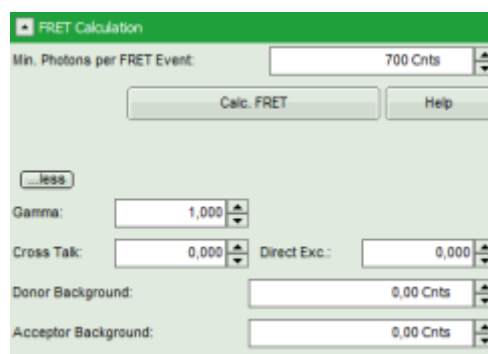 FRET Calculation
Min. Photons per FRET Event: 700 Cnts
Calc. FRET Help
...less
Gamma: 1,000
Cross Talk: 0,000 Direct Exc.: 0,000
Donor Background: 0,00 Cnts
Acceptor Background: 0,00 Cnts